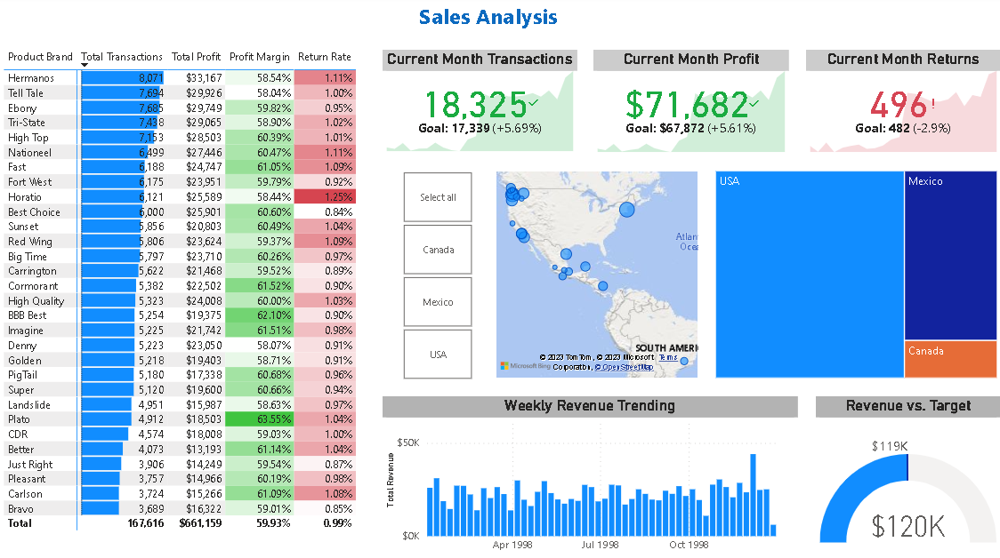 Sales Analysis
Product Brand Total Transactions Total Profit Profit Margin Return Rate
Hermanos 8,071 $33,167 58.54% 1.11%
Tell Tale 7,694 $29,926 58.04% 1.00%
Ebony 7,685 $29,749 59.82% 0.95%
Tri-State 7,438 $29,065 58.90% 1.02%
High Top 7,153 $28,503 60.39% 1.01%
Nationeel 6,499 $27,446 60.47% 1.11%
Fast 6,188 $24,747 61.05% 1.09%
Fort West 6,175 $23,951 59.79% 0.92%
Horatio 6,121 $25,589 58.44% 1.25%
Best Choice 6,000 $25,901 60.60% 0.84%
Sunset 5,856 $20,803 60.49% 1.04%
Red Wing 5,806 $23,624 59.37% 1.09%
Big Time 5,797 $23,710 60.26% 0.97%
Carrington 5,622 $21,468 59.52% 0.89%
Cormorant 5,382 $22,502 61.52% 0.90%
High Quality 5,323 $24,008 60.00% 1.03%
BBB Best 5,254 $19,375 62.10% 0.90%
Imagine 5,225 $21,742 61.51% 0.98%
Denny 5,223 $23,050 58.07% 0.91%
Golden 5,218 $19,403 58.71% 0.91%
PigTail 5,180 $17,338 60.68% 0.96%
Super 5,120 $19,600 60.66% 0.94%
Landslide 4,951 $15,987 58.63% 0.97%
Plato 4,912 $18,503 63.55% 1.04%
CDR 4,574 $18,008 59.03% 1.00%
Better 4,073 $13,193 61.14% 1.04%
Just Right 3,906 $14,249 59.54% 0.87%
Pleasant 3,757 $14,966 60.19% 0.98%
Carlson 3,724 $15,266 61.09% 1.08%
Bravo 3,689 $16,322 59.01% 0.85%
Total 167,616 $661,159 59.93% 0.99%
Current Month Transactions
18,325
Goal: 17,339 (+5.69%)
Current Month Profit
$71,682
Goal: $67,872 (+5.61%)
Current Month Returns
496!
Goal: 482 (-2.9%)
Select all
Canada
Mexico
USA
Atlan
Ocea
SOUTH AMERI
© 2023 TomTom, © 2023 Microsoft Terms
Microsoft Bing Corporation, © OpenStreetMap
USA
Mexico
Canada
Weekly Revenue Trending
$50K
Total Revenue
$0K
Apr 1998 Jul 1998 Oct 1998
Revenue vs. Target
$119K
$120K